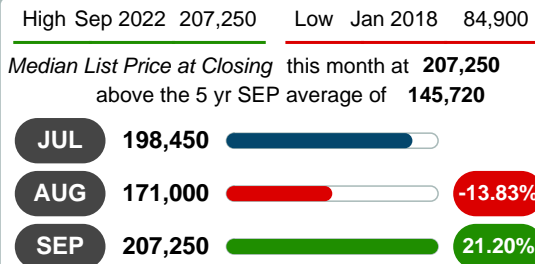 High Sep 2022 207,250 Low Jan 2018 84,900
Median List Price at Closing this month at 207,250
above the 5 yr SEP average of 145,720
JUL 198,450
AUG 171,000 -13.83%
SEP 207,250 21.20%